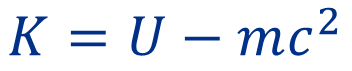 K = U − mc²